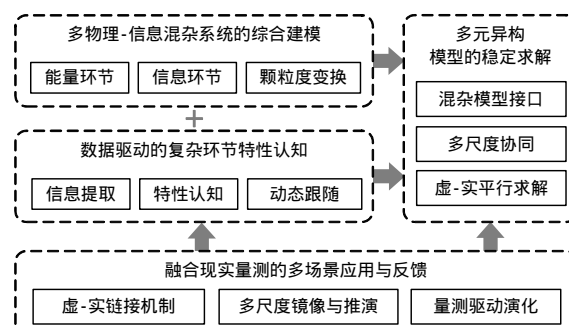 多物理-信息混杂系统的综合建模
能量环节
信息环节
颗粒度变换
+
数据驱动的复杂环节特性认知
信息提取
特性认知
动态跟随
多元异构
模型的稳定求解
混杂模型接口
多尺度协同
虚-实平行求解
融合现实量测的多场景应用与反馈
虚-实链接机制
多尺度镜像与推演
量测驱动演化